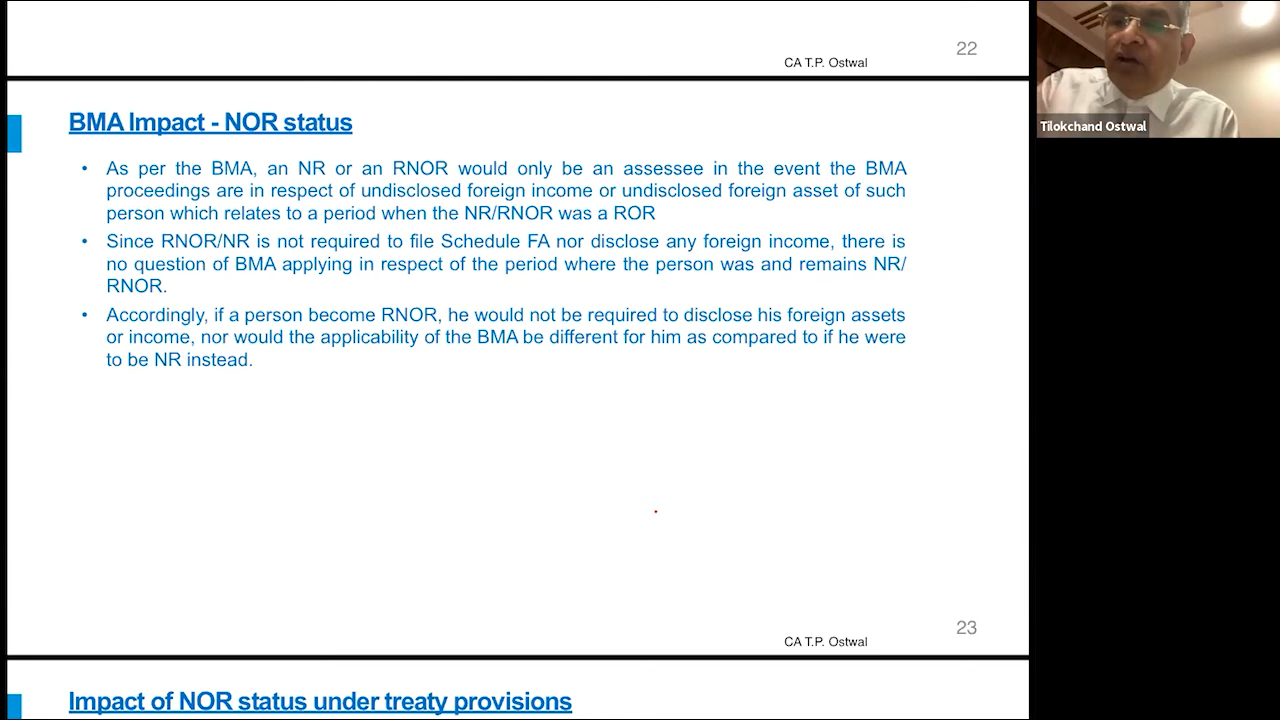 22
CA T.P. Ostwal
BMA Impact - NOR status
• As per the BMA, an NR or an RNOR would only be an assessee in the event the BMA
proceedings are in respect of undisclosed foreign income or undisclosed foreign asset of such
person which relates to a period when the NR/RNOR was a ROR
• Since RNOR/NR is not required to file Schedule FA nor disclose any foreign income, there is
no question of BMA applying in respect of the period where the person was and remains NR/
RNOR.
• Accordingly, if a person become RNOR, he would not be required to disclose his foreign assets
or income, nor would the applicability of the BMA be different for him as compared to if he were
to be NR instead.
23
CA T.P. Ostwal
Impact of NOR status under treaty provisions
Tilokchand Ostwal